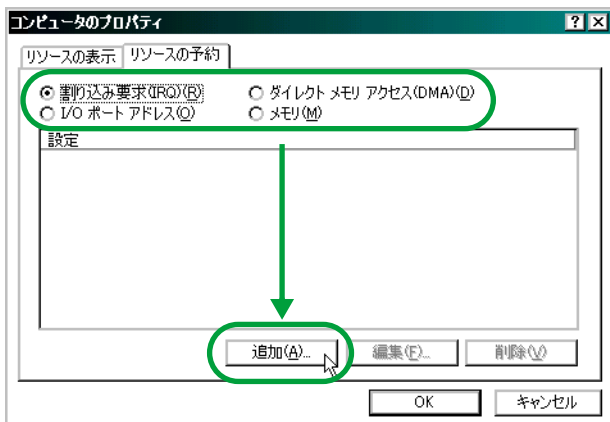 コンピュータのプロパティ
リソースの表示 リソースの予約
割り込み要求(IRQ)(R) ダイレクト メモリ アクセス(DMA)(D)
I/O ポート アドレス(O) メモリ(M)
設定
追加(A)... 編集(F)... 削除(V)
OK キャンセル